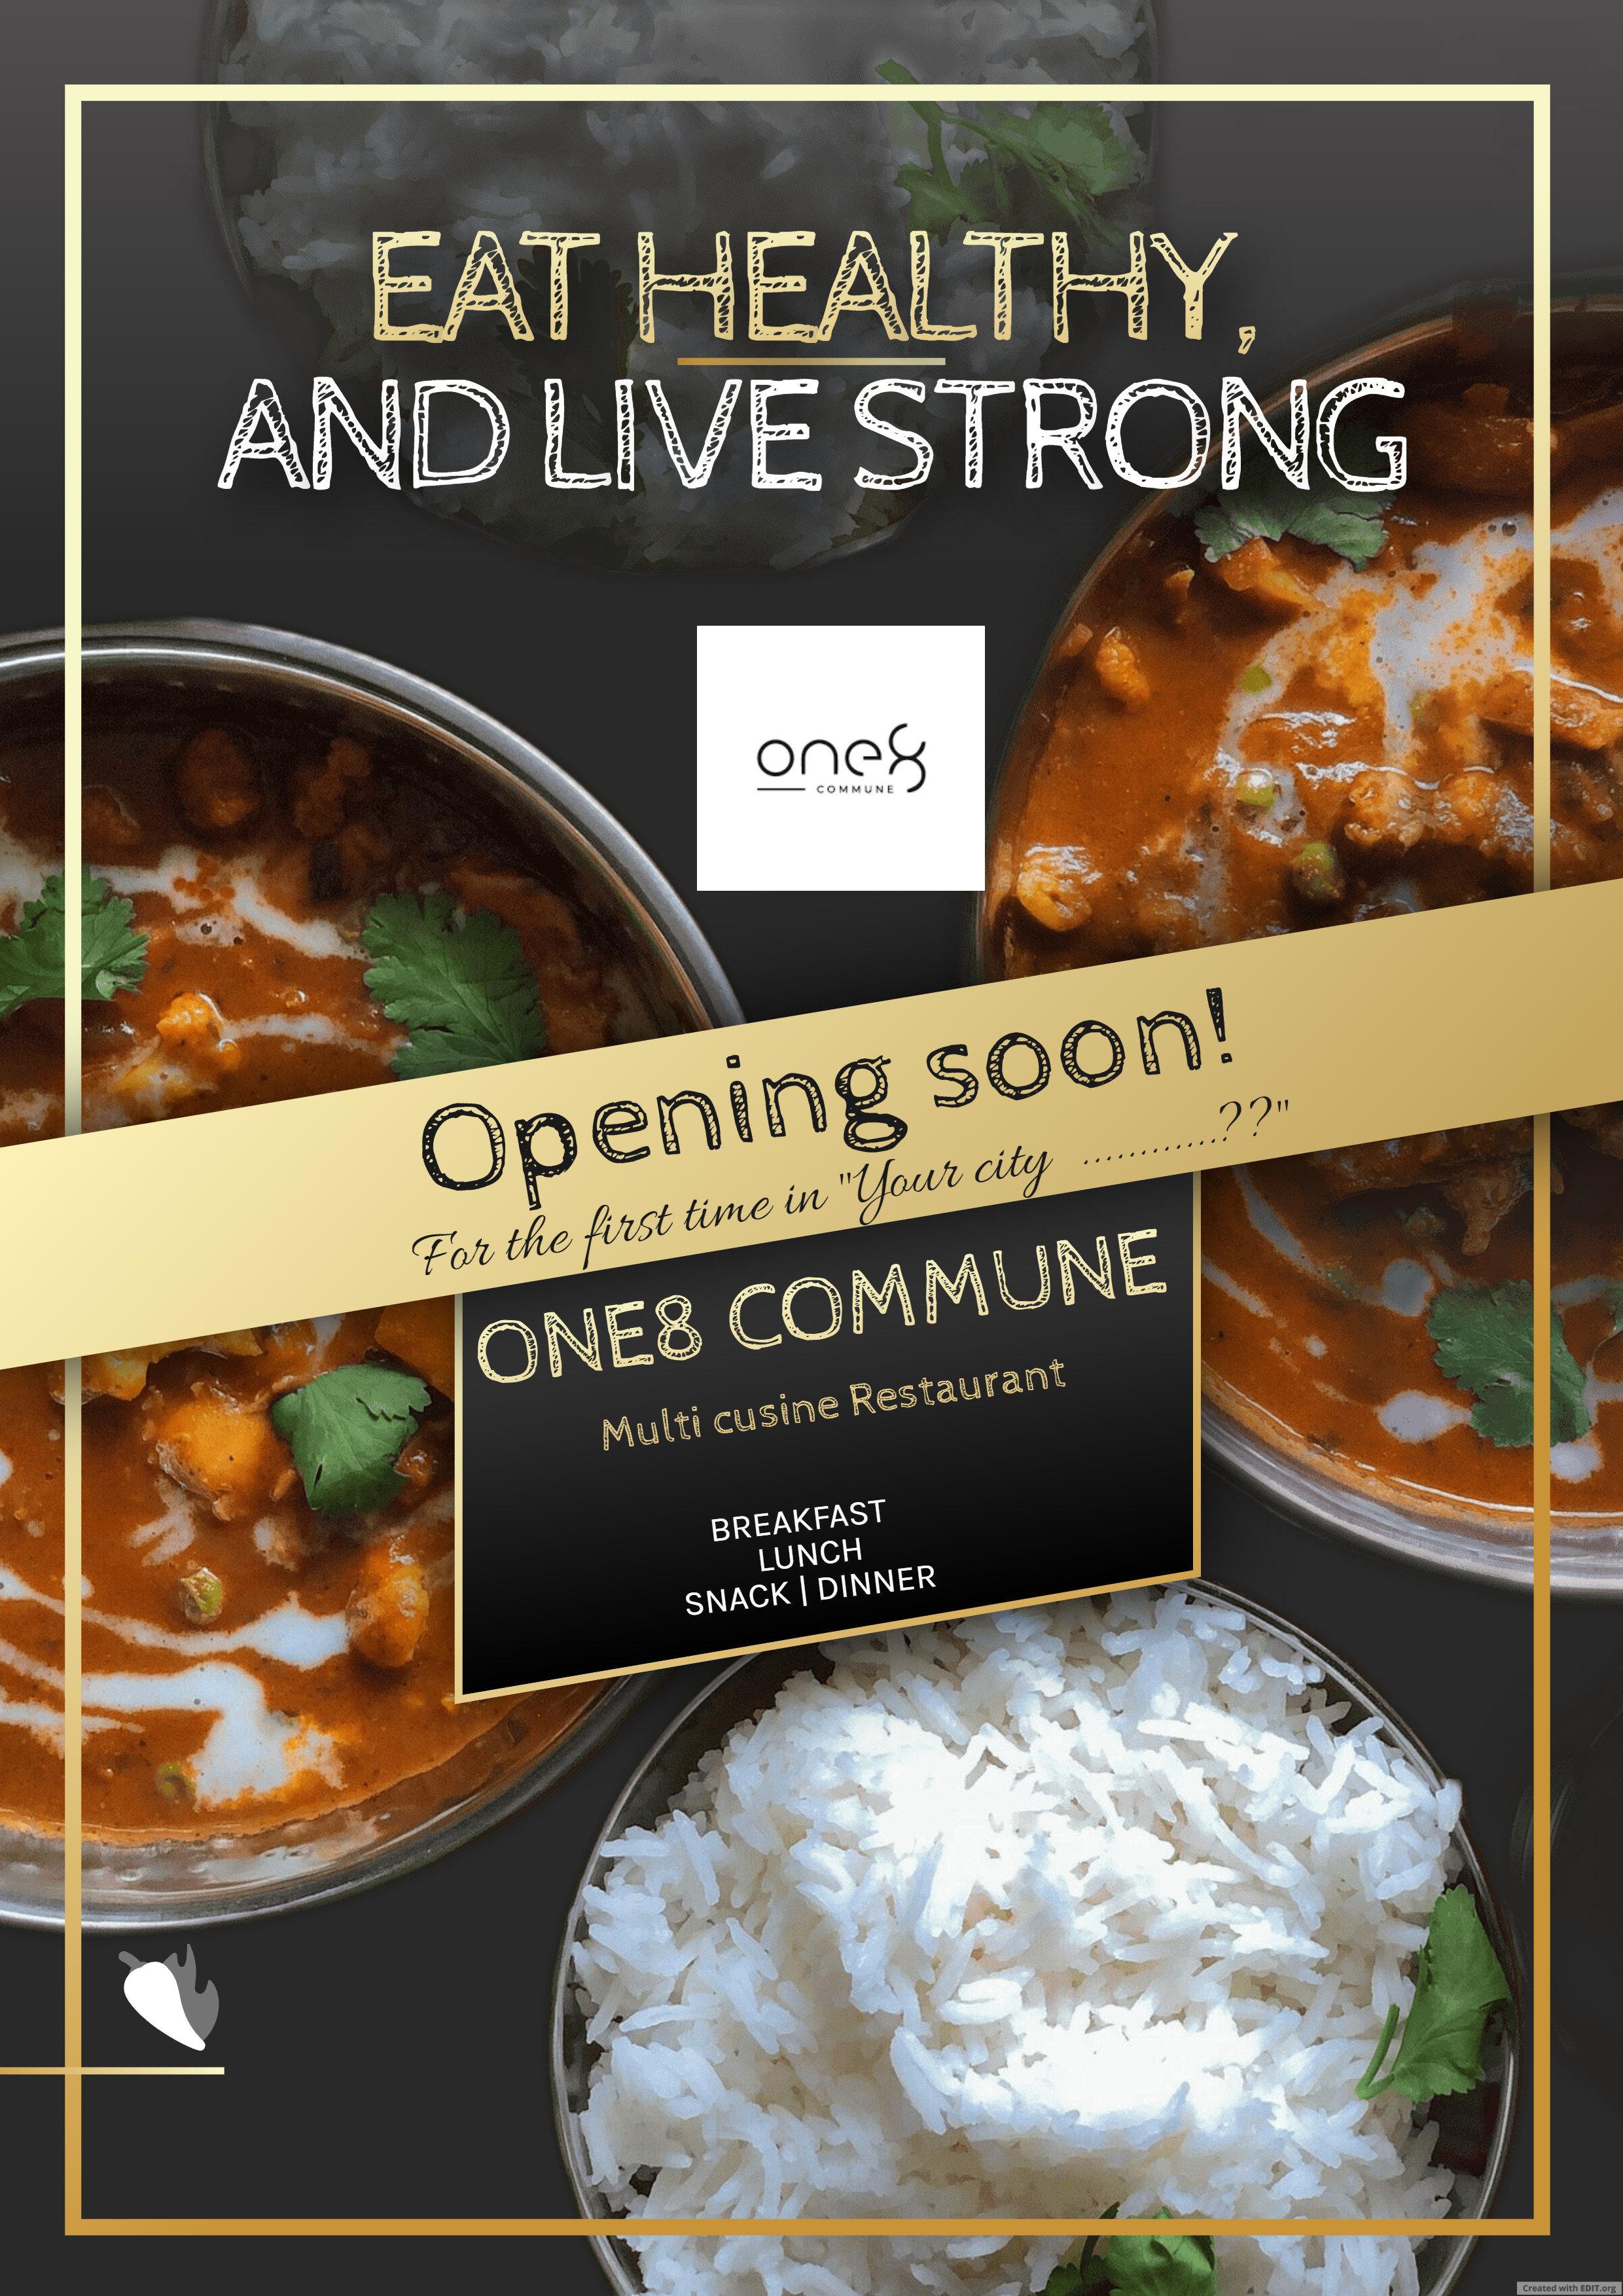 EAT HEALTHY,
AND LIVE STRONG
one8
COMMUNE
Opening soon!
For the first time in "Your city ............??"
ONE8 COMMUNE
Multi cusine Restaurant
BREAKFAST
LUNCH
SNACK | DINNER
Created with EDIT.org